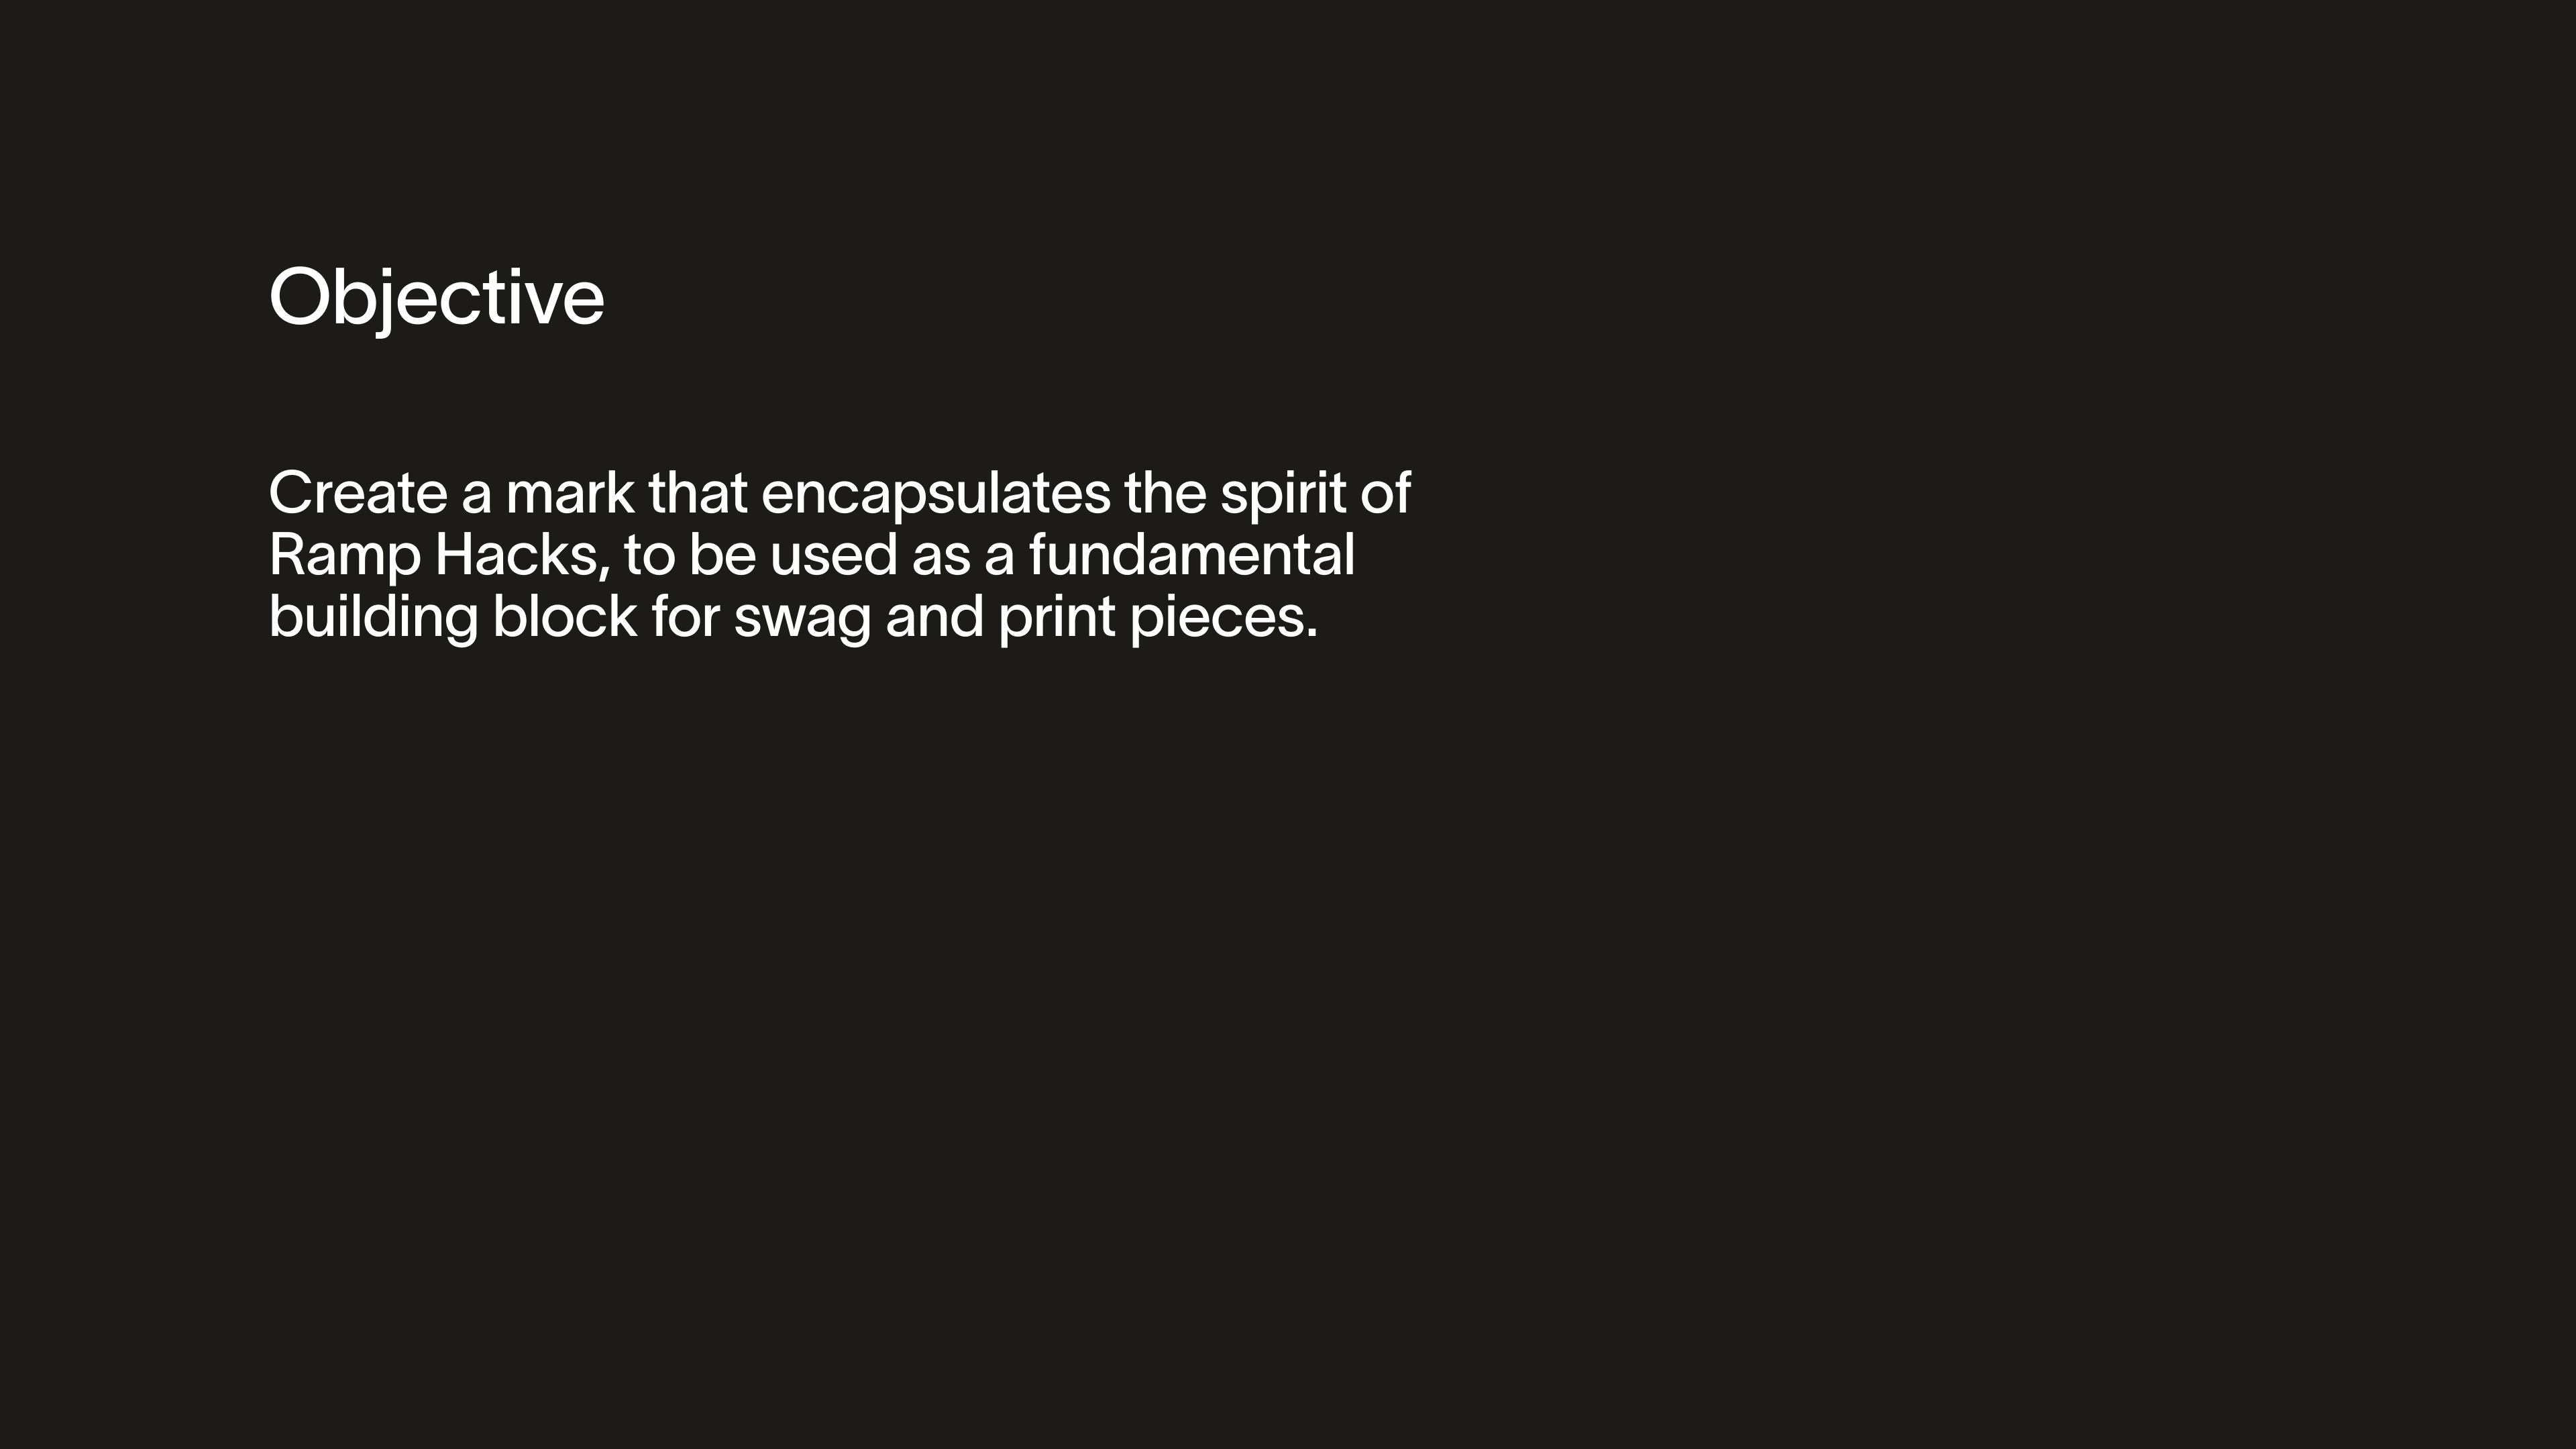 Objective
Create a mark that encapsulates the spirit of
Ramp Hacks, to be used as a fundamental
building block for swag and print pieces.